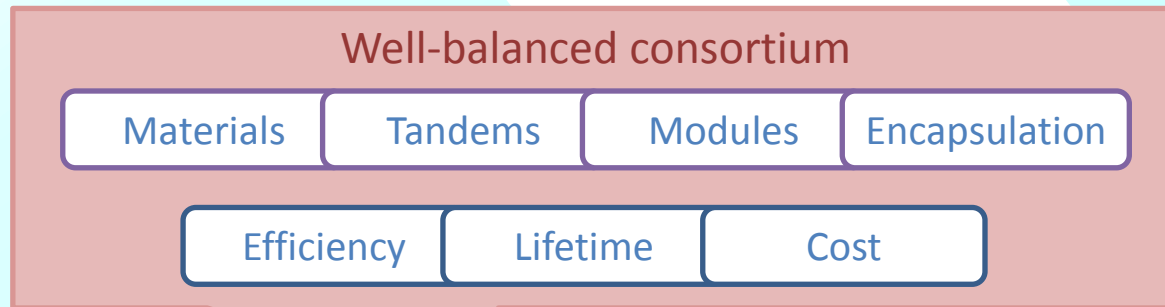 Well-balanced consortium
Materials Tandems Modules Encapsulation
Efficiency Lifetime Cost